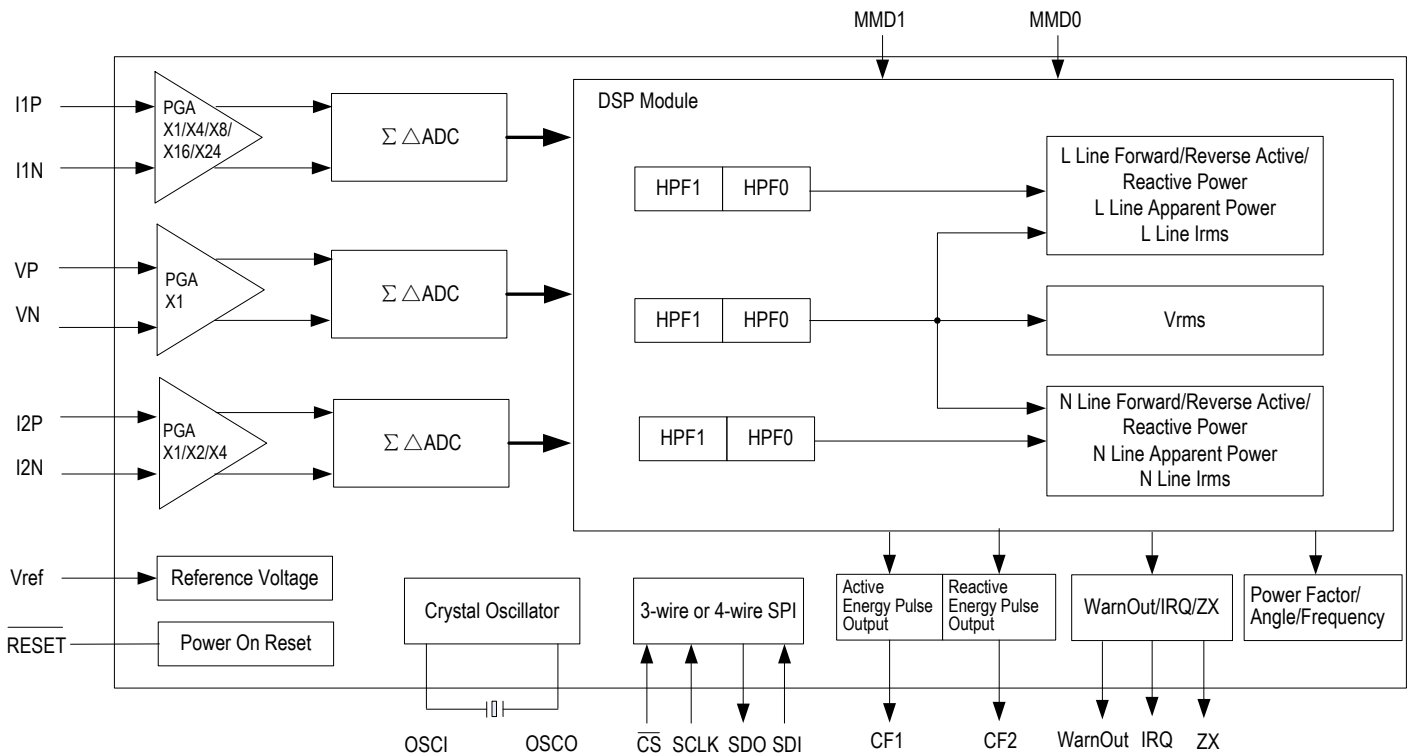 MMD1
MMD0
I1P
I1N
PGA
X1/X4/X8/
X16/X24
Σ △ADC
DSP Module
HPF1
HPF0
L Line Forward/Reverse Active/
Reactive Power
L Line Apparent Power
L Line Irms
VP
VN
PGA
X1
Σ △ADC
HPF1
HPF0
Vrms
I2P
I2N
PGA
X1/X2/X4
Σ △ADC
HPF1
HPF0
N Line Forward/Reverse Active/
Reactive Power
N Line Apparent Power
N Line Irms
Vref
Reference Voltage
RESET
Power On Reset
Crystal Oscillator
3-wire or 4-wire SPI
Active
Energy Pulse
Output
Reactive
Energy Pulse
Output
WarnOut/IRQ/ZX
Power Factor/
Angle/Frequency
OSCI
OSCO
CS
SCLK
SDO
SDI
CF1
CF2
WarnOut
IRQ
ZX